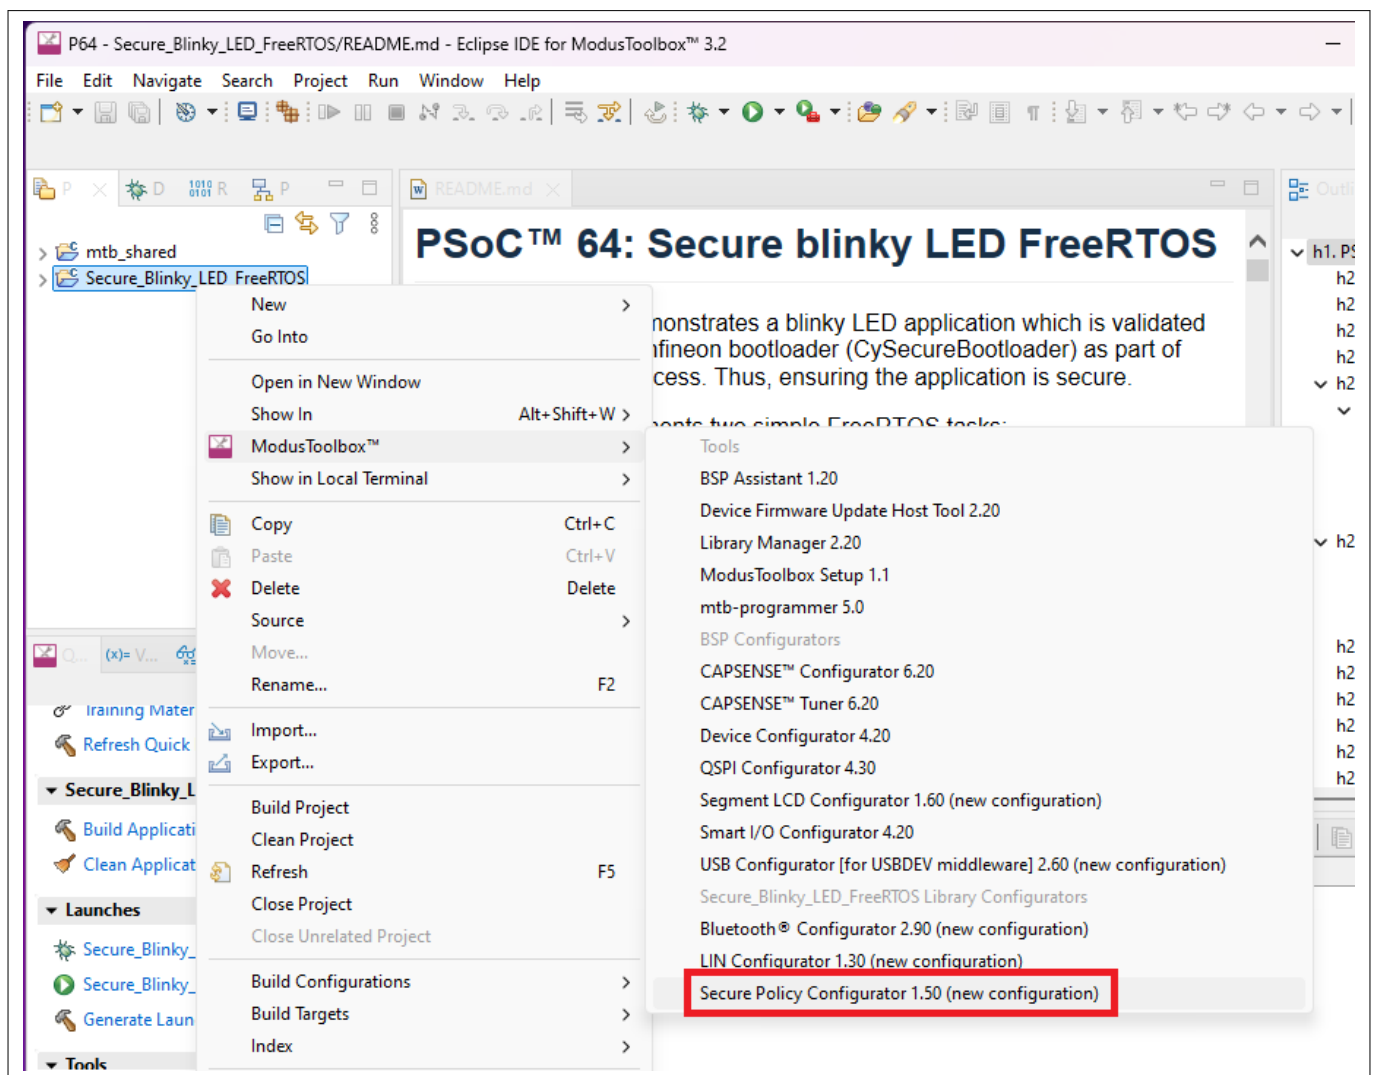 P64 - Secure_Blinky_LED_FreeRTOS/README.md - Eclipse IDE for ModusToolbox™ 3.2
File Edit Navigate Search Project Run Window Help
P D R P
README.md
Outli
mtb_shared
Secure_Blinky_LED_FreeRTOS
PSoC™ 64: Secure blinky LED FreeRTOS
monstrates a blinky LED application which is validated
nfineon bootloader (CySecureBootloader) as part of
cess. Thus, ensuring the application is secure.
ments two simple FreeRTOS tasks:
h1. PS
h2
h2
h2
h2
h2
h2
h2
h2
h2
h2
h2
h2
New
Go Into
Open in New Window
Show In Alt+Shift+W
ModusToolbox™
Show in Local Terminal
Copy Ctrl+C
Paste Ctrl+V
Delete Delete
Source
Move...
Rename... F2
Import...
Export...
Build Project
Clean Project
Refresh F5
Close Project
Close Unrelated Project
Build Configurations
Build Targets
Index
Tools
BSP Assistant 1.20
Device Firmware Update Host Tool 2.20
Library Manager 2.20
ModusToolbox Setup 1.1
mtb-programmer 5.0
BSP Configurators
CAPSENSE™ Configurator 6.20
CAPSENSE™ Tuner 6.20
Device Configurator 4.20
QSPI Configurator 4.30
Segment LCD Configurator 1.60 (new configuration)
Smart I/O Configurator 4.20
USB Configurator [for USBDEV middleware] 2.60 (new configuration)
Secure_Blinky_LED_FreeRTOS Library Configurators
Bluetooth® Configurator 2.90 (new configuration)
LIN Configurator 1.30 (new configuration)
Secure Policy Configurator 1.50 (new configuration)
Q... (x)= V...
Training Mater
Refresh Quick
Secure_Blinky_L
Build Applicati
Clean Applicat
Launches
Secure_Blinky_
Secure_Blinky_
Generate Laun
Tools